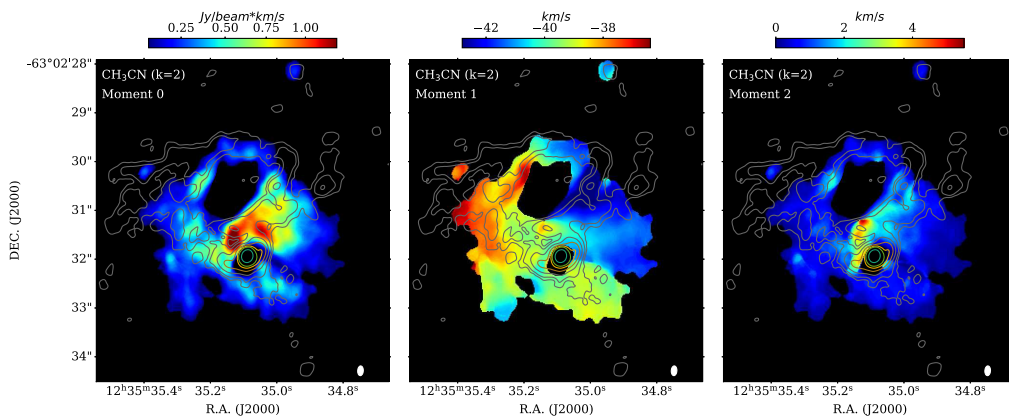 Jy/beam*km/s
0.25 0.50 0.75 1.00
km/s
−42 −40 −38
km/s
0 2 4
CH₃CN (k=2)
Moment 0
CH₃CN (k=2)
Moment 1
CH₃CN (k=2)
Moment 2
-63°02'28"
29"
30"
31"
32"
33"
34"
DEC. (J2000)
12ʰ35ᵐ35.4ˢ 35.2ˢ 35.0ˢ 34.8ˢ
12ʰ35ᵐ35.4ˢ 35.2ˢ 35.0ˢ 34.8ˢ
12ʰ35ᵐ35.4ˢ 35.2ˢ 35.0ˢ 34.8ˢ
R.A. (J2000)
R.A. (J2000)
R.A. (J2000)